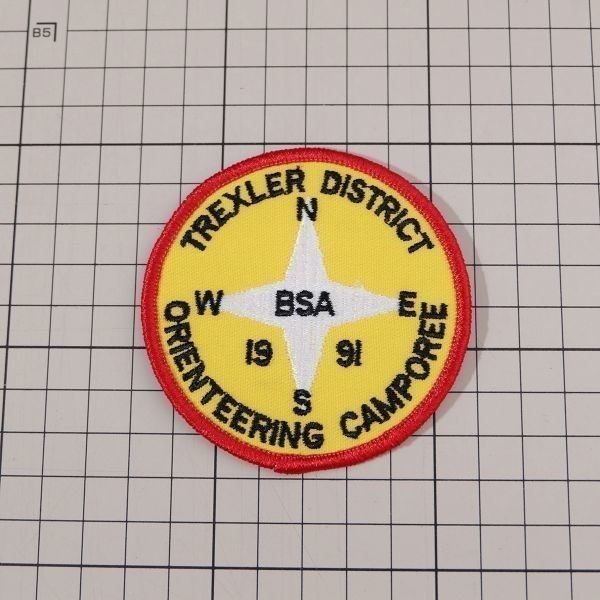 B5
TREXLER DISTRICT
N
W BSA E
19 91
S
ORIENTEERING CAMPOREE